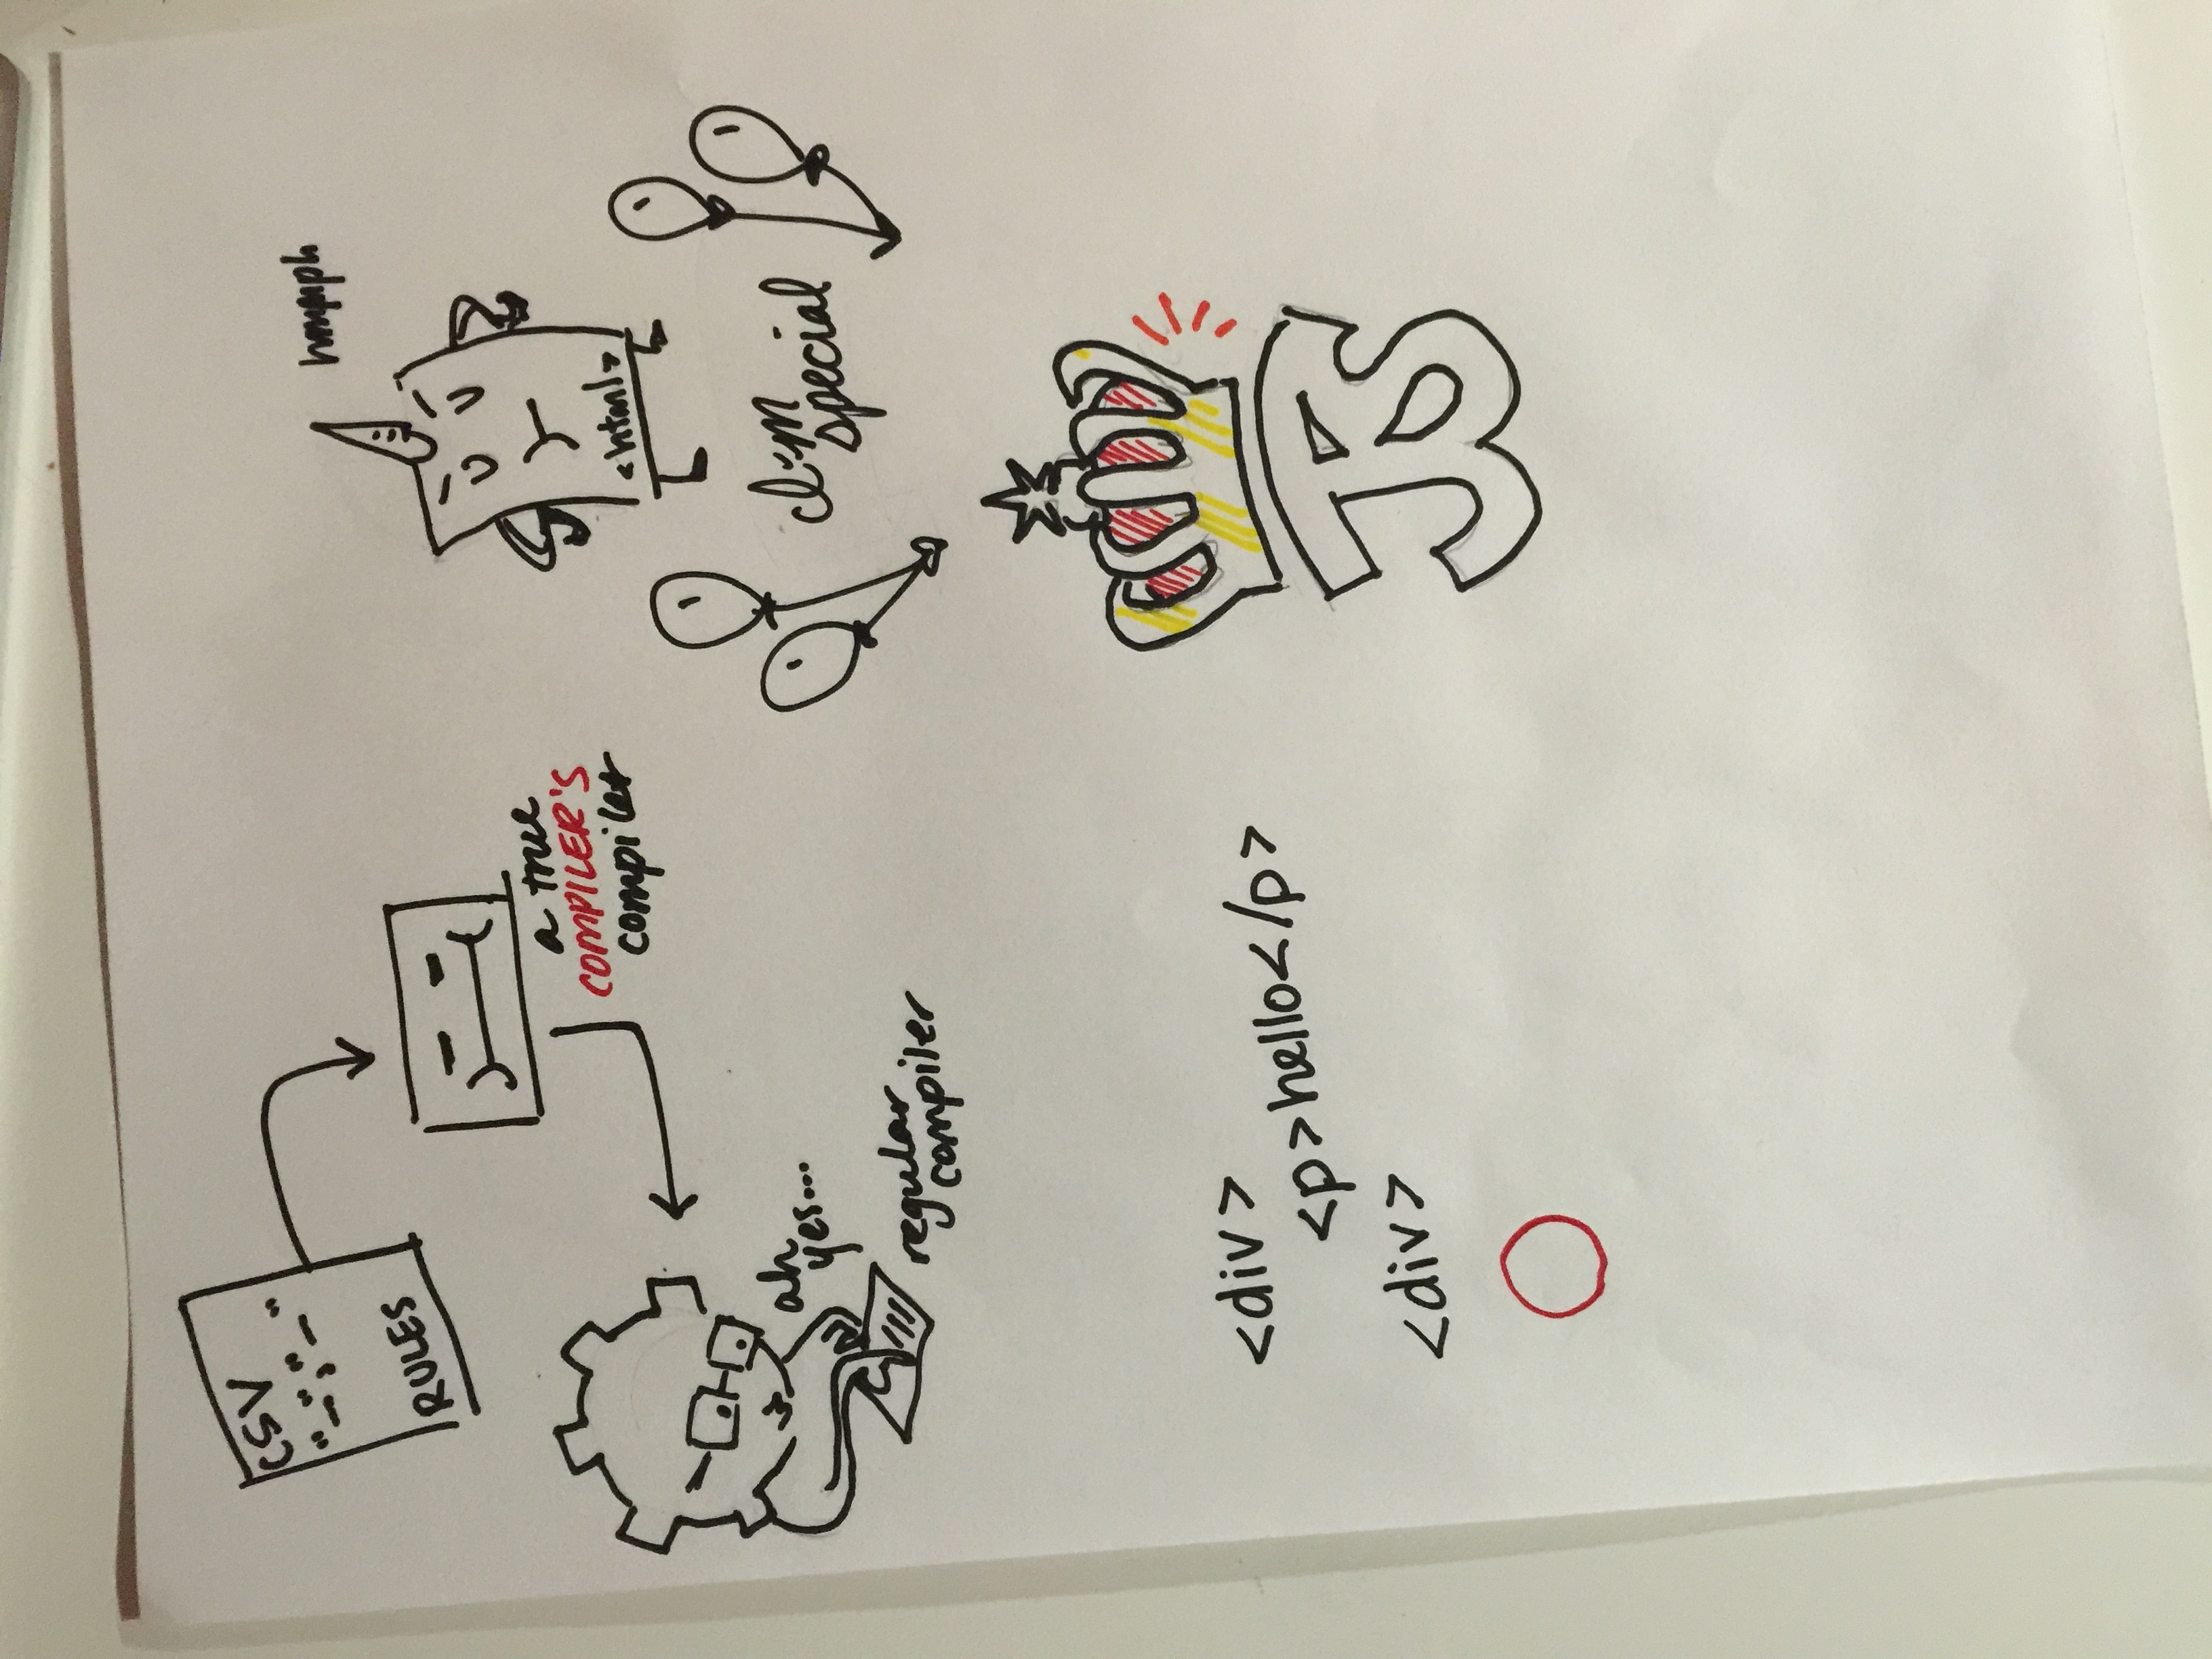 CSV
"_","_"
RULES
a true
COMPILER'S
compiler
ah
yes...
regular
compiler
hmmph
<html>
i'm
special
<div>
<p>hello</p>
<div>
JS